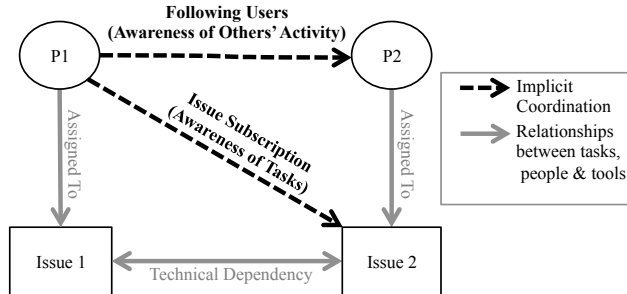 Following Users
(Awareness of Others' Activity)
P1
P2
Implicit
Coordination
Relationships
between tasks,
people & tools
Issue Subscription
(Awareness of Tasks)
Assigned To
Assigned To
Issue 1
Technical Dependency
Issue 2